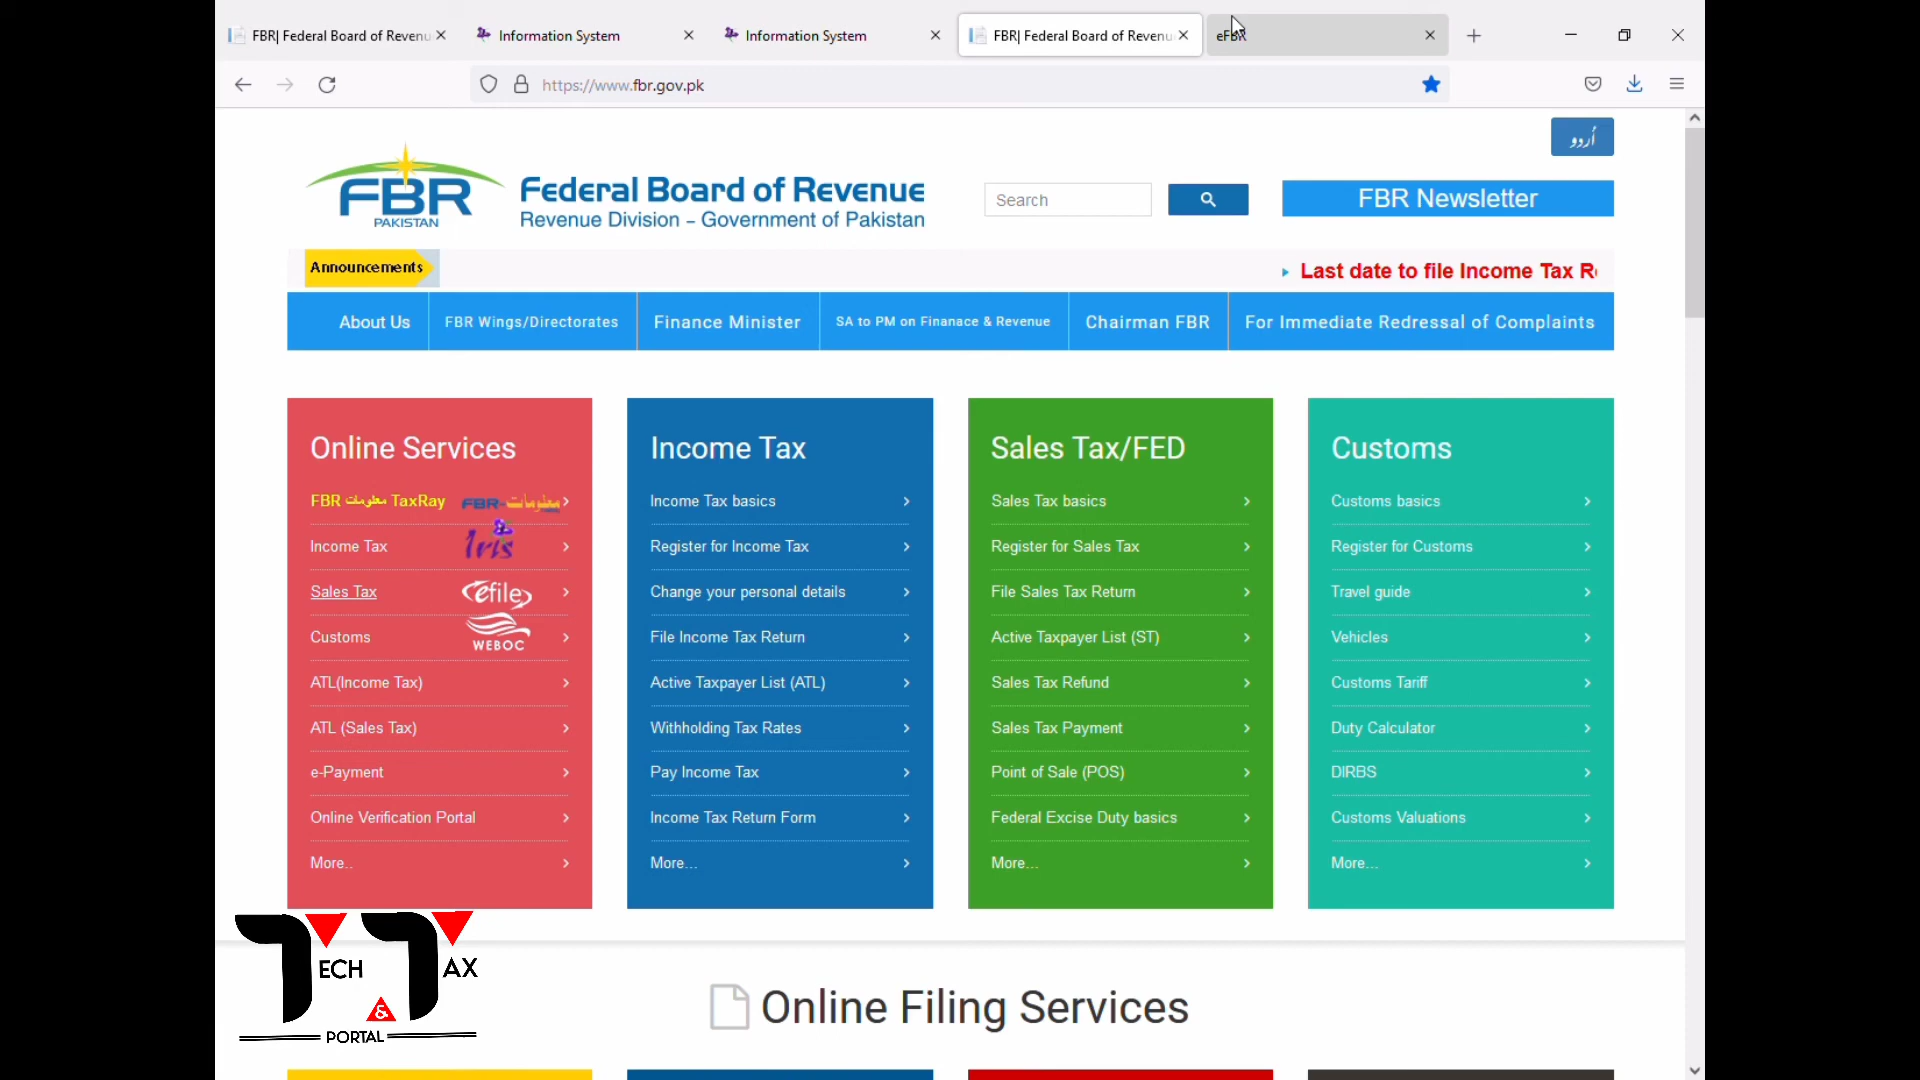 FBR| Federal Board of Revenu
Information System
Information System
FBR| Federal Board of Revenu
eFBR
https://www.fbr.gov.pk
اُردو
FBR
PAKISTAN
Federal Board of Revenue
Revenue Division – Government of Pakistan
Search
FBR Newsletter
Announcements
Last date to file Income Tax R
About Us
FBR Wings/Directorates
Finance Minister
SA to PM on Finanace & Revenue
Chairman FBR
For Immediate Redressal of Complaints
Online Services
FBR معلومات TaxRay
FBR-معلومات
Income Tax
Iris
Sales Tax
efile
Customs
WEBOC
ATL(Income Tax)
ATL (Sales Tax)
e-Payment
Online Verification Portal
More..
Income Tax
Income Tax basics
Register for Income Tax
Change your personal details
File Income Tax Return
Active Taxpayer List (ATL)
Withholding Tax Rates
Pay Income Tax
Income Tax Return Form
More...
Sales Tax/FED
Sales Tax basics
Register for Sales Tax
File Sales Tax Return
Active Taxpayer List (ST)
Sales Tax Refund
Sales Tax Payment
Point of Sale (POS)
Federal Excise Duty basics
More...
Customs
Customs basics
Register for Customs
Travel guide
Vehicles
Customs Tariff
Duty Calculator
DIRBS
Customs Valuations
More...
TECH TAX
&
PORTAL
Online Filing Services